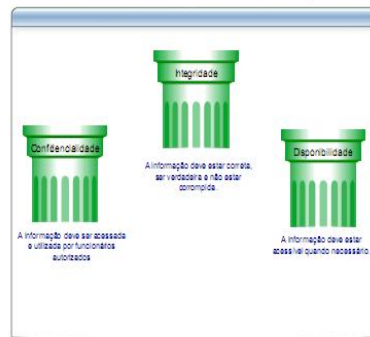 Integridade
A informação deve estar correta,
ser verdadeira e não estar
corrompida.
Confidencialidade
A informação deve ser acessada
e utilizada por funcionários
autorizados
Disponibilidade
A informação deve estar
acessível quando necessário.